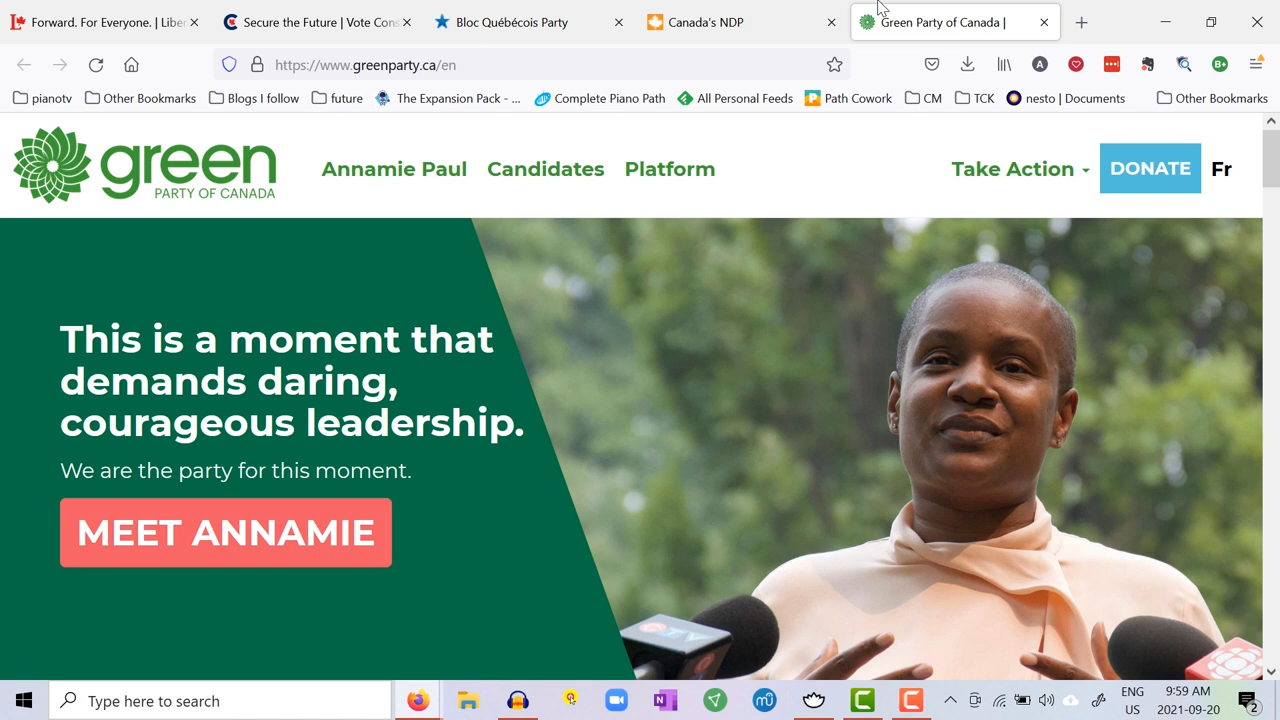 Forward. For Everyone. | Liber
Secure the Future | Vote Cons
Bloc Québécois Party
Canada's NDP
Green Party of Canada |
https://www.greenparty.ca/en
A
B+
pianotv
Other Bookmarks
Blogs I follow
future
The Expansion Pack - ...
Complete Piano Path
All Personal Feeds
Path Cowork
CM
TCK
nesto | Documents
Other Bookmarks
green
PARTY OF CANADA
Annamie Paul
Candidates
Platform
Take Action
DONATE
Fr
This is a moment that
demands daring,
courageous leadership.
We are the party for this moment.
MEET ANNAMIE
CTV
Type here to search
ENG
US
9:59 AM
2021-09-20
2